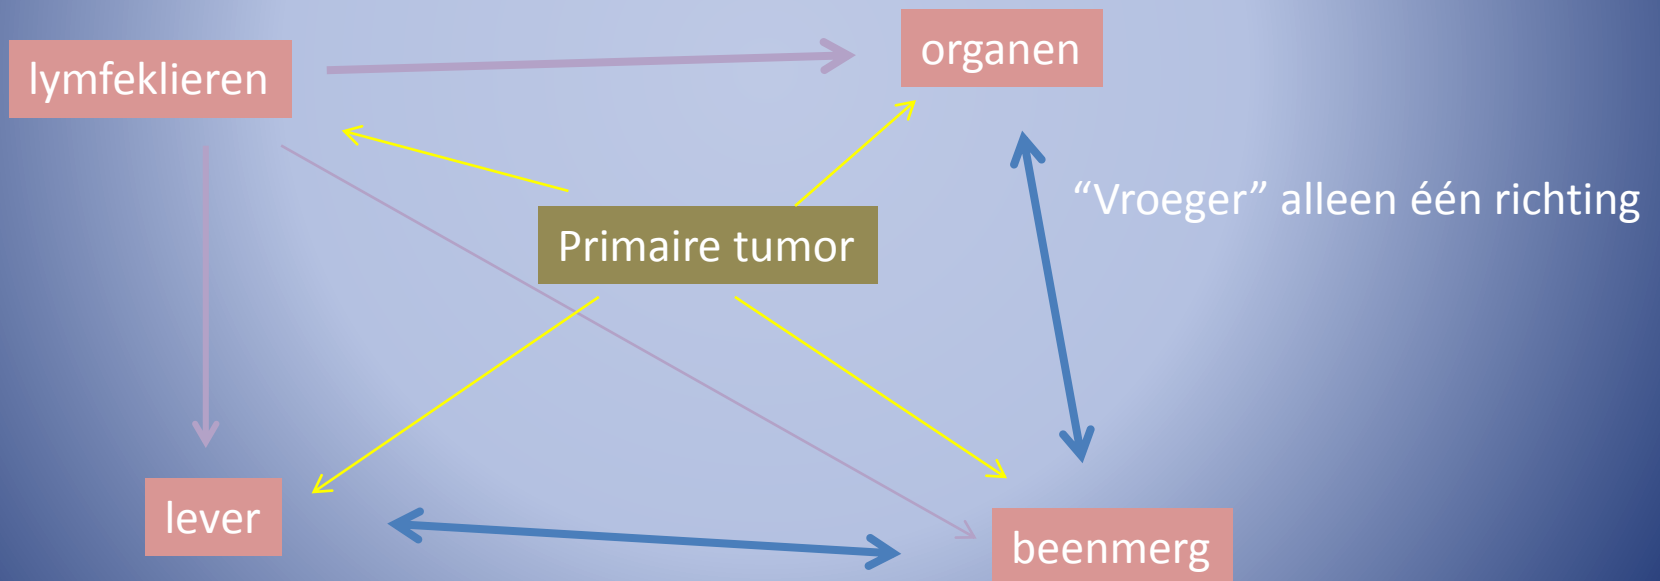 lymfeklieren
organen
“Vroeger” alleen één richting
Primaire tumor
lever
beenmerg